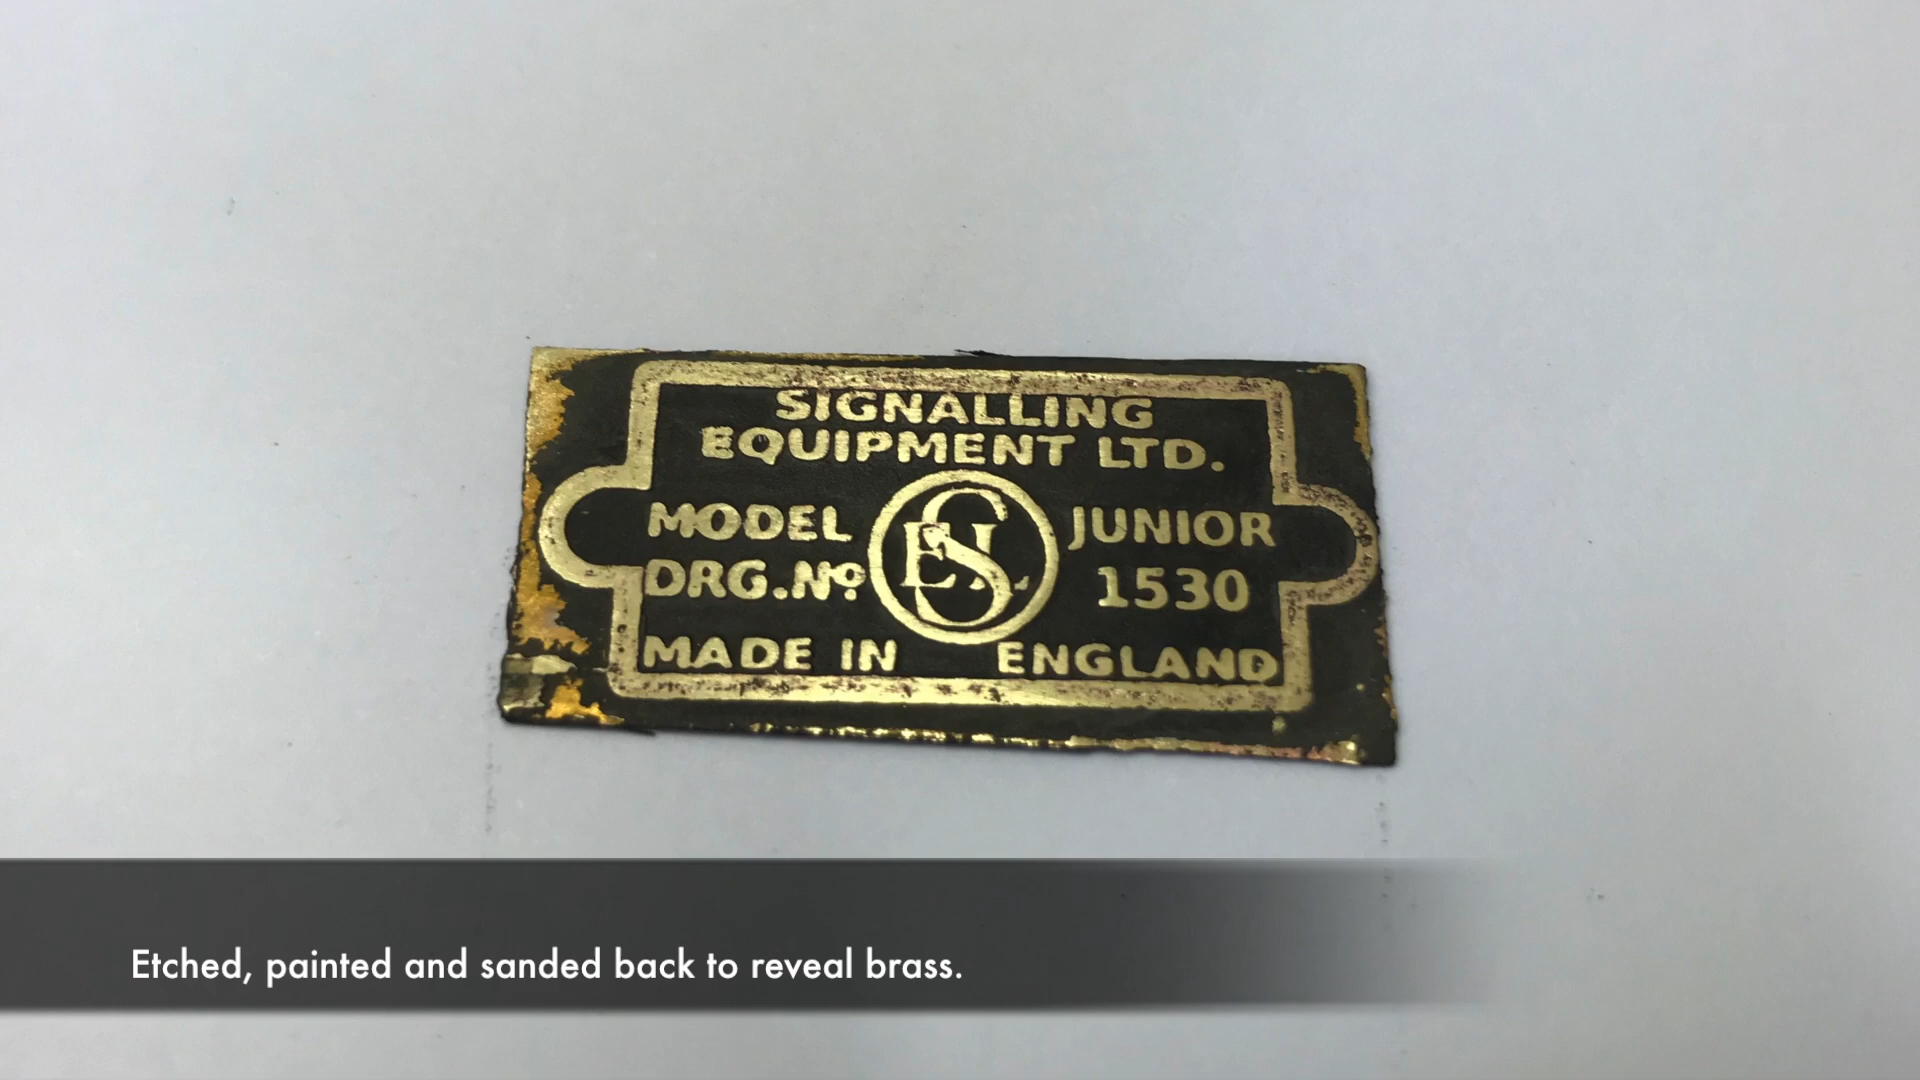 SIGNALLING
EQUIPMENT LTD.
MODEL JUNIOR
DRG.Nº 1530
MADE IN ENGLAND
Etched, painted and sanded back to reveal brass.